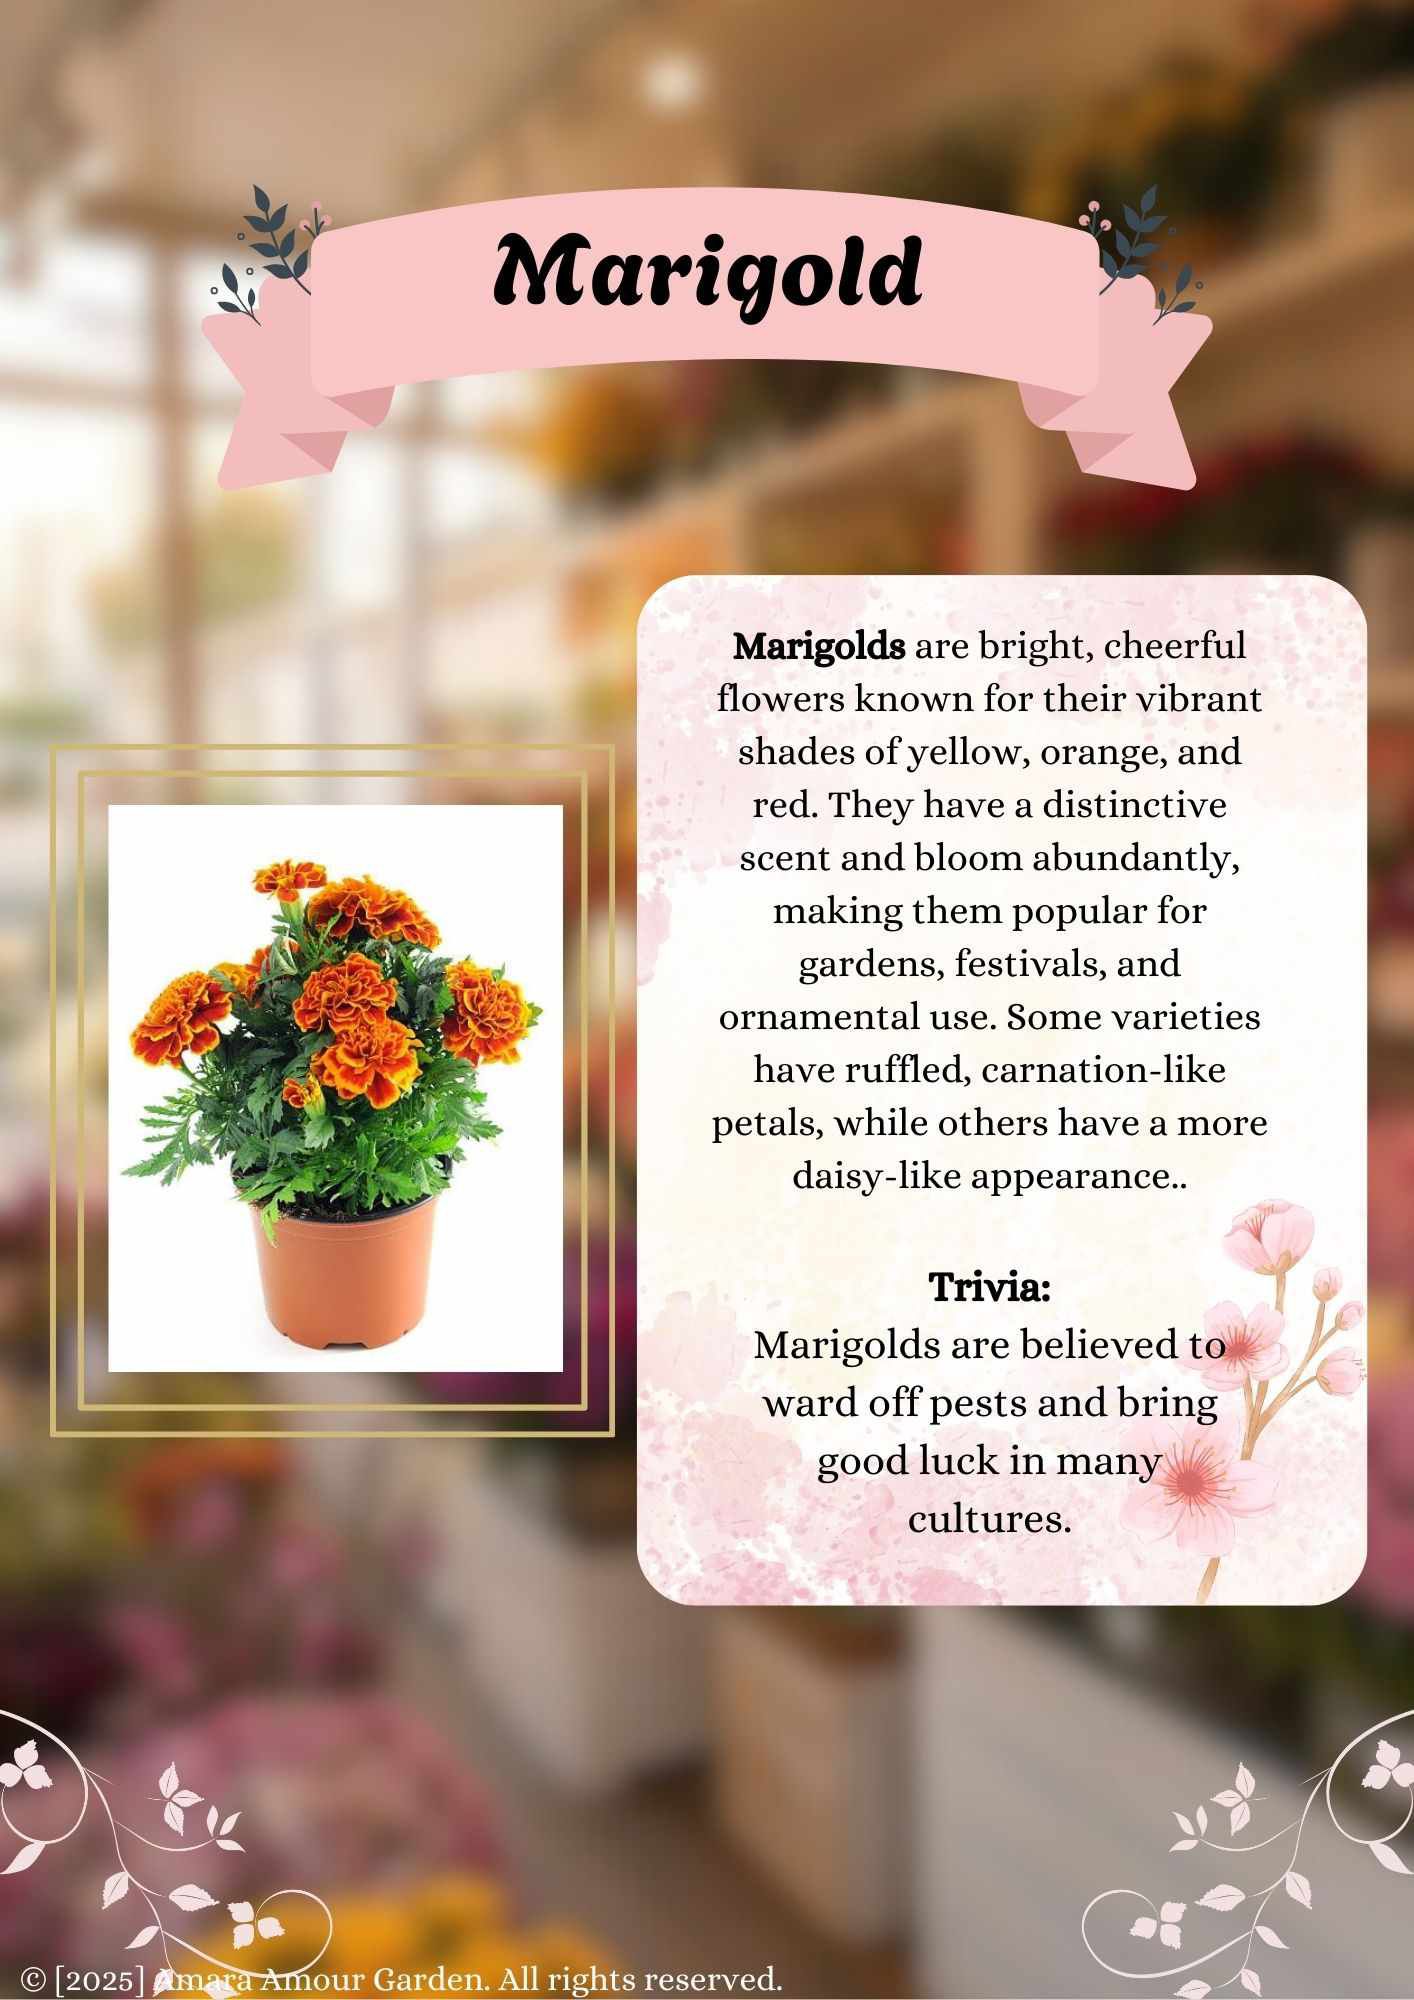 Marigold
Marigolds are bright, cheerful
flowers known for their vibrant
shades of yellow, orange, and
red. They have a distinctive
scent and bloom abundantly,
making them popular for
gardens, festivals, and
ornamental use. Some varieties
have ruffled, carnation-like
petals, while others have a more
daisy-like appearance..
Trivia:
Marigolds are believed to
ward off pests and bring
good luck in many
cultures.
© [2025] Amara Amour Garden. All rights reserved.